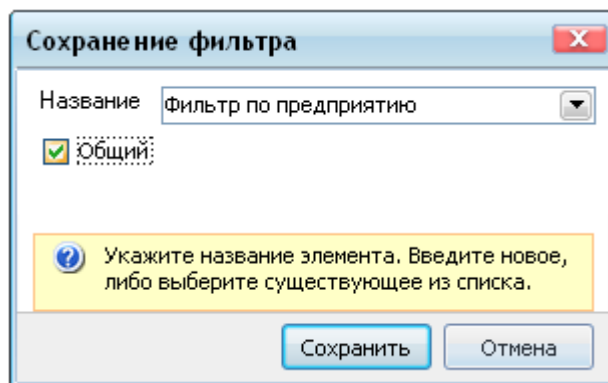 Сохранение фильтра
Название Фильтр по предприятию
Общий
Укажите название элемента. Введите новое,
либо выберите существующее из списка.
Сохранить Отмена